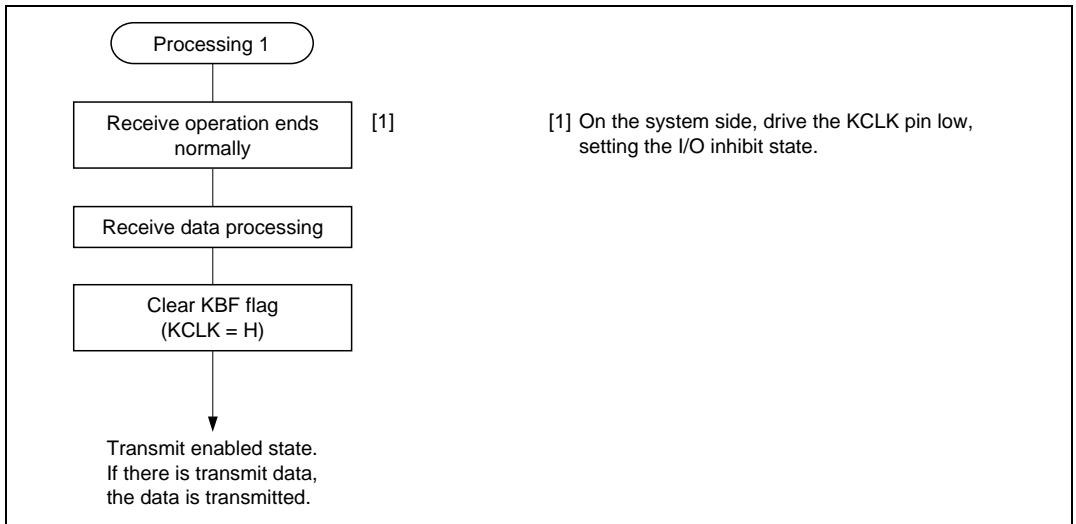 Processing 1
Receive operation ends
normally
[1]
[1] On the system side, drive the KCLK pin low,
setting the I/O inhibit state.
Receive data processing
Clear KBF flag
(KCLK = H)
Transmit enabled state.
If there is transmit data,
the data is transmitted.